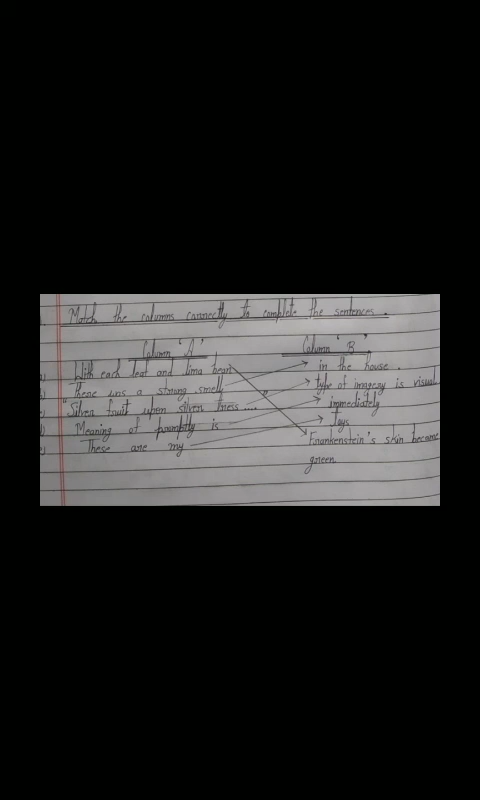 Match the columns correctly to complete the sentences.
Column 'A' Column 'B'
With each leaf and lima bean in the house.
There was a strong smell type of imagery is visual
"Silver fruit upon silver trees...." immediately
Meaning of promptly is Toys
These are my Frankenstein's skin became
green